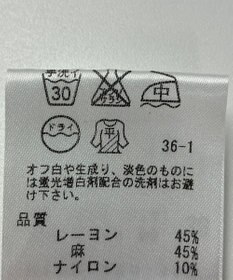 手洗イ
30
中
ドライ
平
36-1
オフ白や生成り、淡色のものに
は蛍光増白剤配合の洗剤はお避
け下さい。
品質
レーヨン 45%
麻 45%
ナイロン 10%